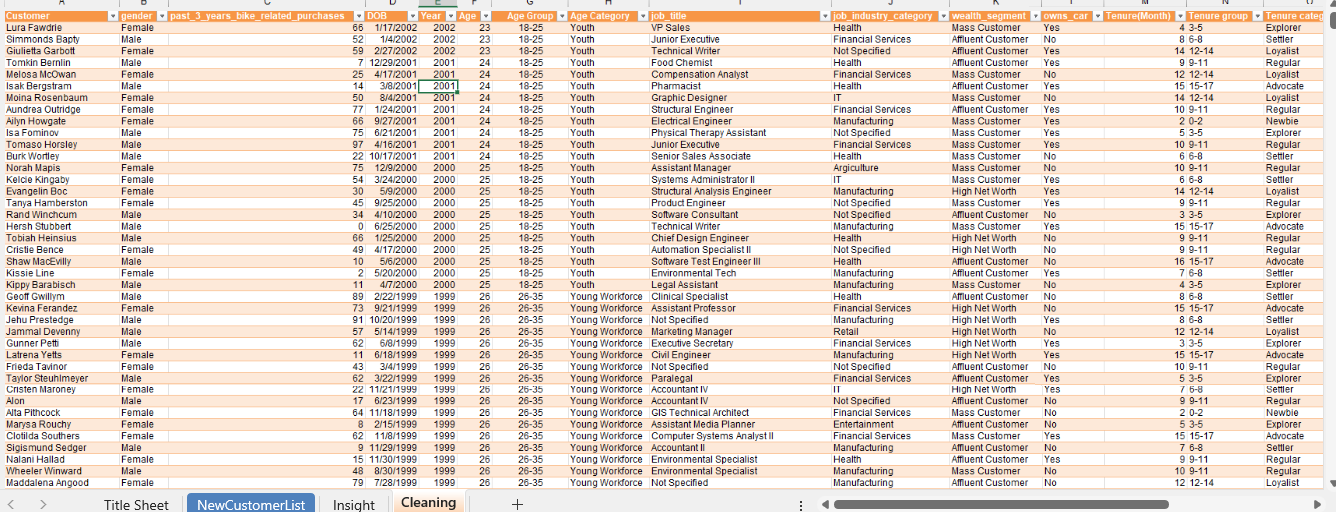 Customer gender past_3_years_bike_related_purchases DOB Year Age Age Group Age Category job_title job_industry_category wealth_segment owns_car Tenure(Month) Tenure group Tenure categ
Lura Fawdrie Female 66 1/17/2002 2002 23 18-25 Youth VP Sales Health Mass Customer Yes 4 3-5 Explorer
Simmonds Bapty Male 52 1/4/2002 2002 23 18-25 Youth Junior Executive Financial Services Affluent Customer No 8 6-8 Settler
Giulietta Garbott Female 59 2/27/2002 2002 23 18-25 Youth Technical Writer Not Specified Affluent Customer Yes 14 12-14 Loyalist
Tomkin Bernlin Male 7 12/29/2001 2001 24 18-25 Youth Food Chemist Health Affluent Customer Yes 9 9-11 Regular
Melosa McOwan Female 25 4/17/2001 2001 24 18-25 Youth Compensation Analyst Financial Services Mass Customer Yes 12 12-14 Loyalist
Isak Bergstram Male 14 3/8/2001 2001 24 18-25 Youth Pharmacist Health Affluent Customer Yes 15 15-17 Advocate
Moina Rosenbaum Female 50 8/4/2001 2001 24 18-25 Youth Graphic Designer IT Mass Customer No 14 12-14 Loyalist
Aundrea Outridge Female 77 1/24/2001 2001 24 18-25 Youth Structural Engineer Financial Services Affluent Customer Yes 10 9-11 Regular
Ailyn Howgate Female 66 9/27/2001 2001 24 18-25 Youth Electrical Engineer Manufacturing Mass Customer Yes 2 0-2 Newbie
Isa Fominov Male 75 6/21/2001 2001 24 18-25 Youth Physical Therapy Assistant Not Specified Mass Customer Yes 5 3-5 Explorer
Tomaso Horsley Male 97 4/16/2001 2001 24 18-25 Youth Junior Executive Financial Services Mass Customer Yes 10 9-11 Regular
Burk Wortley Male 22 10/17/2001 2001 24 18-25 Youth Senior Sales Associate Health Mass Customer No 6 6-8 Settler
Norah Mapis Female 75 12/9/2000 2000 25 18-25 Youth Assistant Manager Argiculture Mass Customer No 10 9-11 Regular
Kelcie Kingaby Female 54 3/24/2000 2000 25 18-25 Youth Systems Administrator II IT Mass Customer Yes 6 6-8 Settler
Evangelin Boc Female 30 5/9/2000 2000 25 18-25 Youth Structural Analysis Engineer Manufacturing High Net Worth Yes 14 12-14 Loyalist
Tanya Hamberston Female 45 9/25/2000 2000 25 18-25 Youth Product Engineer Not Specified Mass Customer Yes 9 9-11 Regular
Rand Winchcum Male 34 4/10/2000 2000 25 18-25 Youth Software Consultant Not Specified Affluent Customer No 3 3-5 Explorer
Hersh Stubbert Male 0 6/25/2000 2000 25 18-25 Youth Technical Writer Manufacturing Mass Customer Yes 15 15-17 Advocate
Tobiah Heinsius Male 66 1/25/2000 2000 25 18-25 Youth Chief Design Engineer Health High Net Worth No 9 9-11 Regular
Cristie Bence Female 49 4/17/2000 2000 25 18-25 Youth Automation Specialist II Not Specified High Net Worth No 9 9-11 Regular
Shaw MacEvilly Male 10 5/6/2000 2000 25 18-25 Youth Software Test Engineer III Health Affluent Customer No 16 15-17 Advocate
Kissie Line Female 2 5/20/2000 2000 25 18-25 Youth Environmental Tech Manufacturing Affluent Customer Yes 7 6-8 Settler
Kippy Barabisch Male 11 4/7/2000 2000 25 18-25 Youth Legal Assistant Manufacturing Mass Customer No 4 3-5 Explorer
Geoff Gwillym Male 89 2/22/1999 1999 26 26-35 Young Workforce Clinical Specialist Health Affluent Customer No 8 6-8 Settler
Kevina Ferandez Female 73 9/21/1999 1999 26 26-35 Young Workforce Assistant Professor Financial Services High Net Worth No 15 15-17 Advocate
Jehu Prestedge Male 91 10/20/1999 1999 26 26-35 Young Workforce Not Specified Manufacturing High Net Worth Yes 8 6-8 Settler
Jammal Devenny Male 57 5/14/1999 1999 26 26-35 Young Workforce Marketing Manager Retail High Net Worth No 12 12-14 Loyalist
Gunner Petti Male 62 6/8/1999 1999 26 26-35 Young Workforce Executive Secretary Financial Services High Net Worth Yes 3 3-5 Explorer
Latrena Yetts Female 11 6/18/1999 1999 26 26-35 Young Workforce Civil Engineer Manufacturing High Net Worth Yes 15 15-17 Advocate
Frieda Tavinor Female 43 3/4/1999 1999 26 26-35 Young Workforce Not Specified Not Specified Affluent Customer No 10 9-11 Regular
Taylor Steuhlmeyer Male 62 3/22/1999 1999 26 26-35 Young Workforce Paralegal Financial Services Affluent Customer Yes 5 3-5 Explorer
Cristen Maroney Female 22 11/21/1999 1999 26 26-35 Young Workforce Accountant IV IT High Net Worth Yes 7 6-8 Settler
Alon Male 17 6/23/1999 1999 26 26-35 Young Workforce Accountant IV Not Specified Affluent Customer No 9 9-11 Regular
Alta Pithcock Female 64 11/18/1999 1999 26 26-35 Young Workforce GIS Technical Architect Financial Services Mass Customer No 2 0-2 Newbie
Marysa Rouchy Female 8 2/15/1999 1999 26 26-35 Young Workforce Assistant Media Planner Entertainment Affluent Customer No 5 3-5 Explorer
Clotilda Southers Female 62 11/8/1999 1999 26 26-35 Young Workforce Computer Systems Analyst II Financial Services Mass Customer Yes 15 15-17 Advocate
Sigismund Sedger Male 9 11/29/1999 1999 26 26-35 Young Workforce Accountant II Manufacturing Affluent Customer No 7 6-8 Settler
Nalani Hallad Female 15 11/30/1999 1999 26 26-35 Young Workforce Environmental Specialist Health Affluent Customer Yes 9 9-11 Regular
Wheeler Winward Male 48 8/30/1999 1999 26 26-35 Young Workforce Environmental Specialist Manufacturing Mass Customer No 10 9-11 Regular
Maddalena Angood Female 79 7/28/1999 1999 26 26-35 Young Workforce Not Specified Manufacturing Mass Customer No 12 12-14 Loyalist
Title Sheet NewCustomerList Insight Cleaning